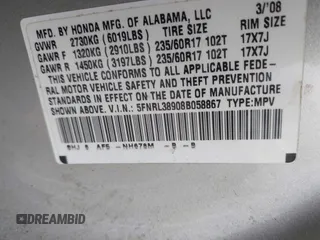 MFD. BY HONDA MFG. OF ALABAMA, LLC 3/'08
GVWR 2730KG (6019LBS) TIRE SIZE RIM SIZE
GAWR F 1320KG (2910LBS) 235/60R17 102T 17X7J
GAWR R 1450KG (3197LBS) 235/60R17 102T 17X7J
THIS VEHICLE CONFORMS TO ALL APPLICABLE FEDE-
RAL MOTOR VEHICLE SAFETY AND THEFT PREVENTION
STANDARDS IN EFFECT ON THE DATE OF MANUFACTURE
SHOWN ABOVE. V.I.N.: 5FNRL38908B058867 TYPE: MPV
SHJ S AFS -NH678M -B -B
DREAMBID